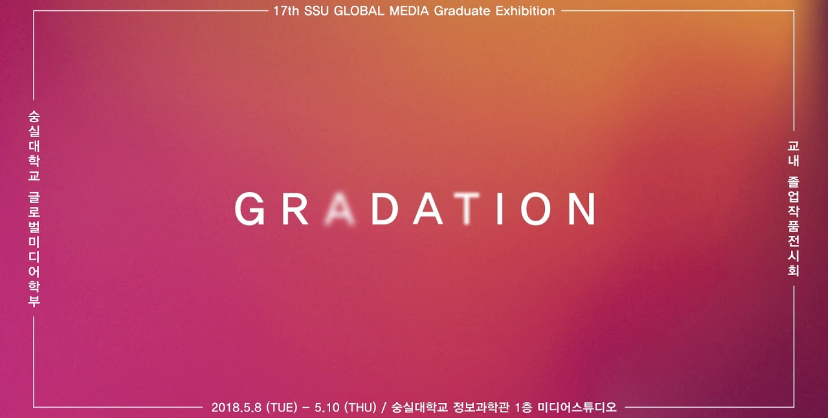 17th SSU GLOBAL MEDIA Graduate Exhibition
숭실대학교 글로벌미디어학부
GRADATION
교내 졸업작품전시회
2018.5.8 (TUE) – 5.10 (THU) / 숭실대학교 정보과학관 1층 미디어스튜디오